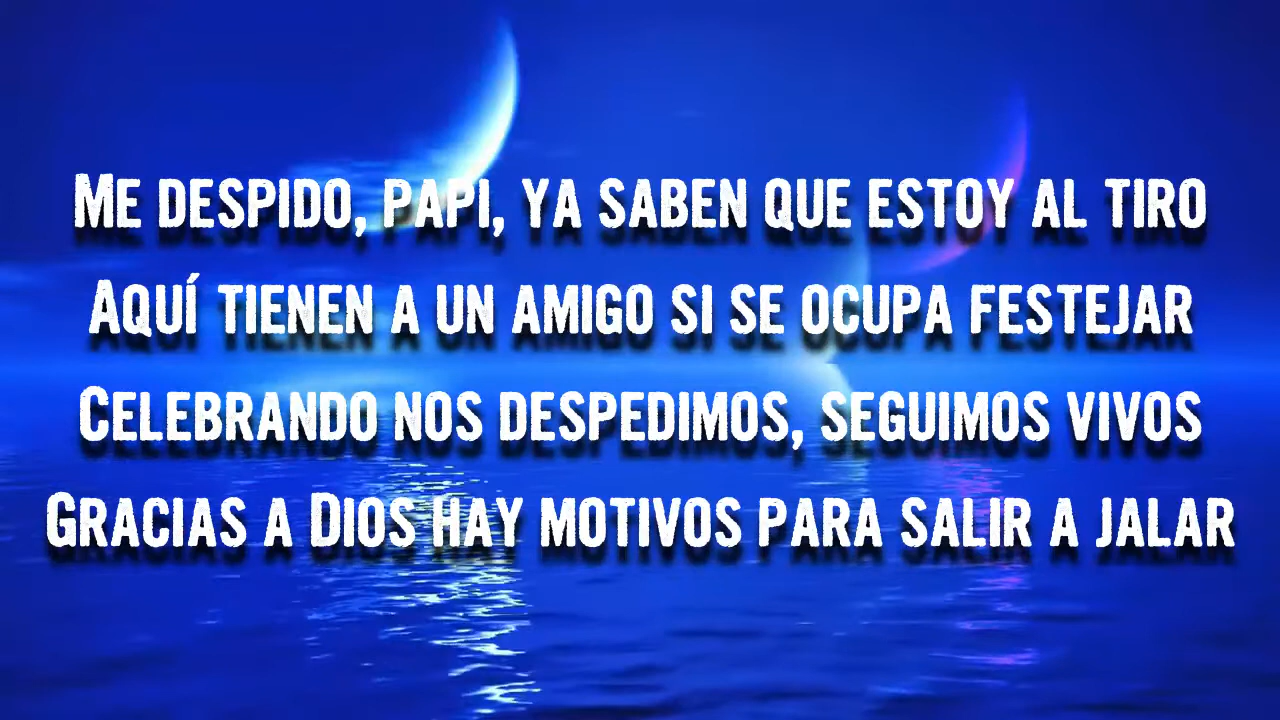 Me despido, papi, ya saben que estoy al tiro
Aquí tienen a un amigo si se ocupa festejar
Celebrando nos despedimos, seguimos vivos
Gracias a Dios hay motivos para salir a jalar